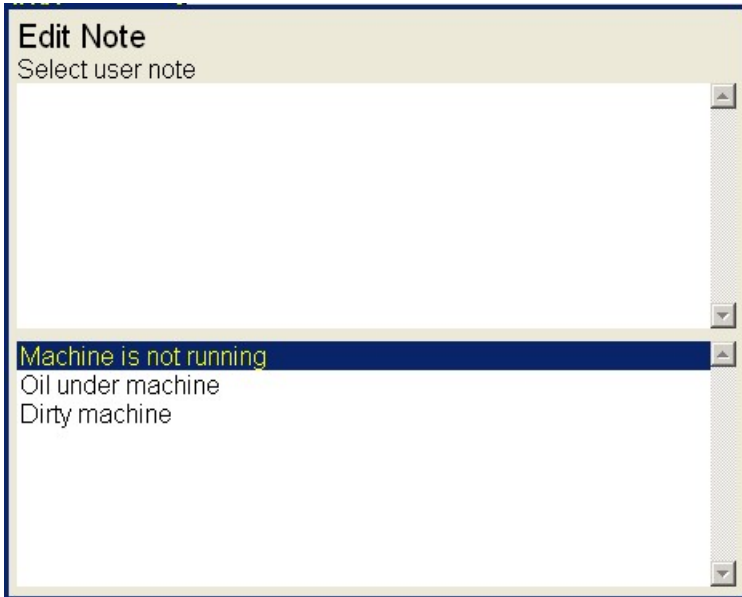 Edit Note
Select user note
Machine is not running
Oil under machine
Dirty machine